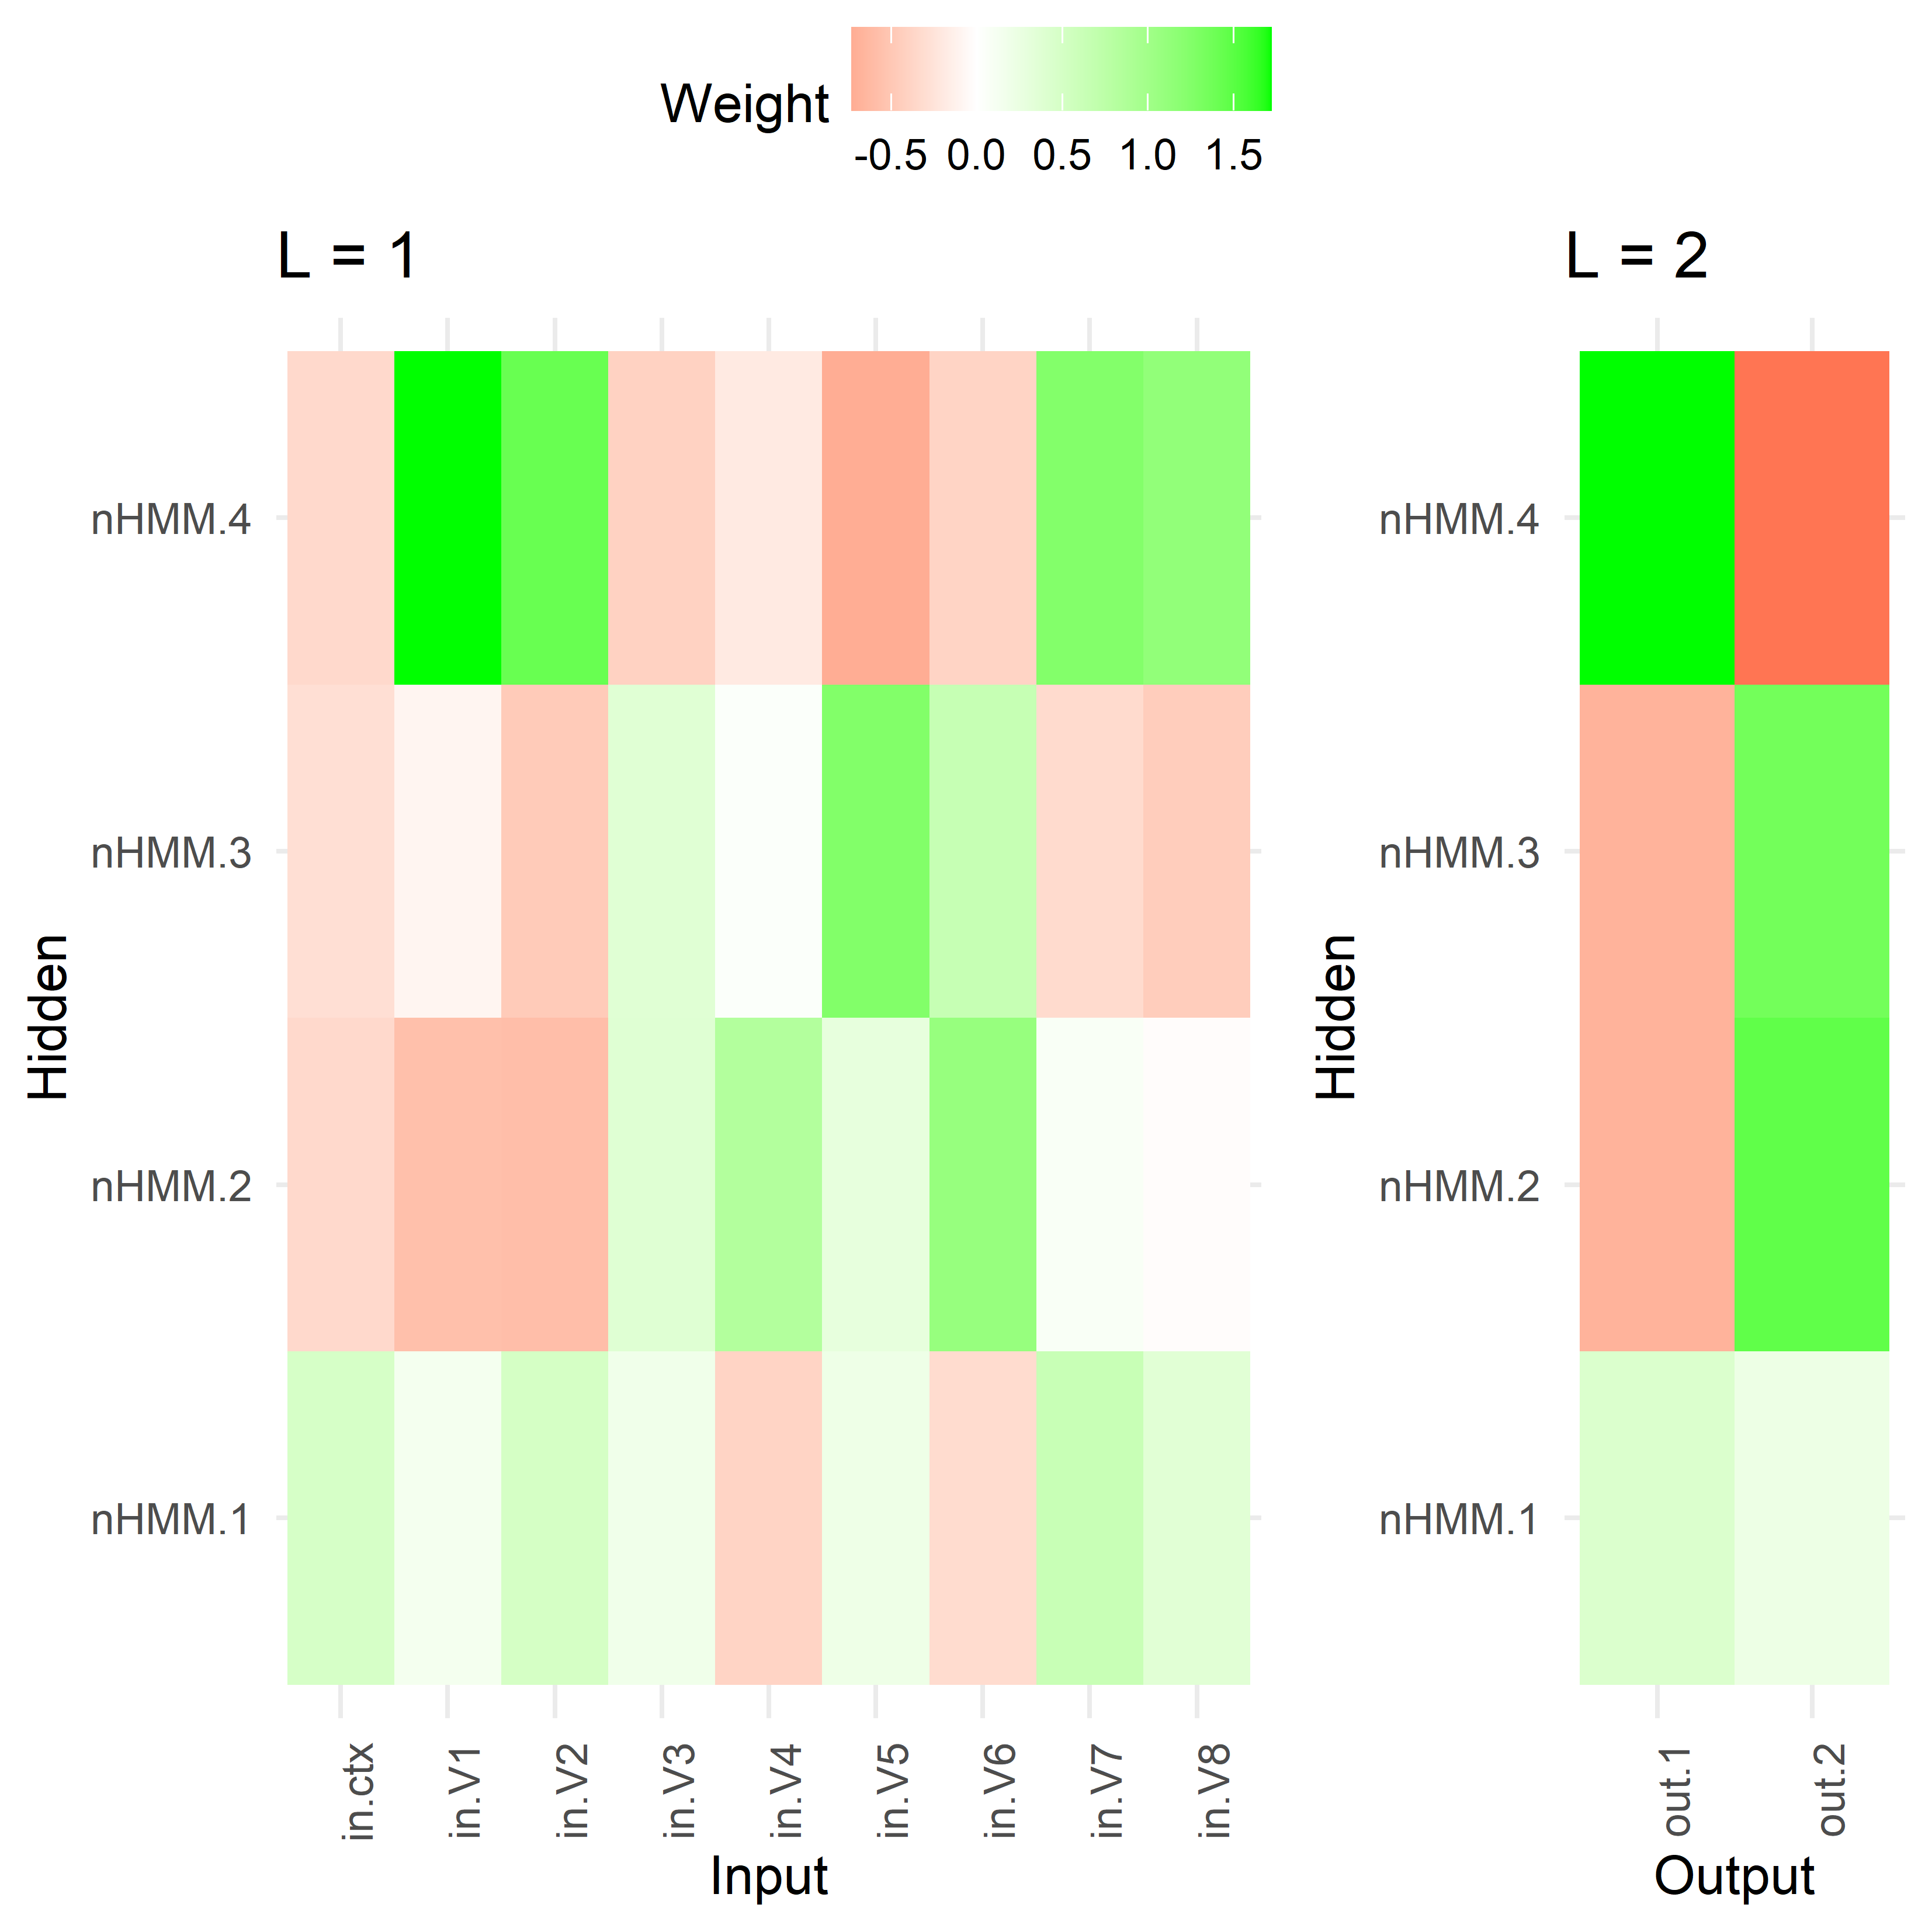 Weight
-0.5 0.0 0.5 1.0 1.5
L = 1
L = 2
Hidden
nHMM.4
nHMM.3
nHMM.2
nHMM.1
in.ctx in.V1 in.V2 in.V3 in.V4 in.V5 in.V6 in.V7 in.V8
Input
Hidden
nHMM.4
nHMM.3
nHMM.2
nHMM.1
out.1 out.2
Output